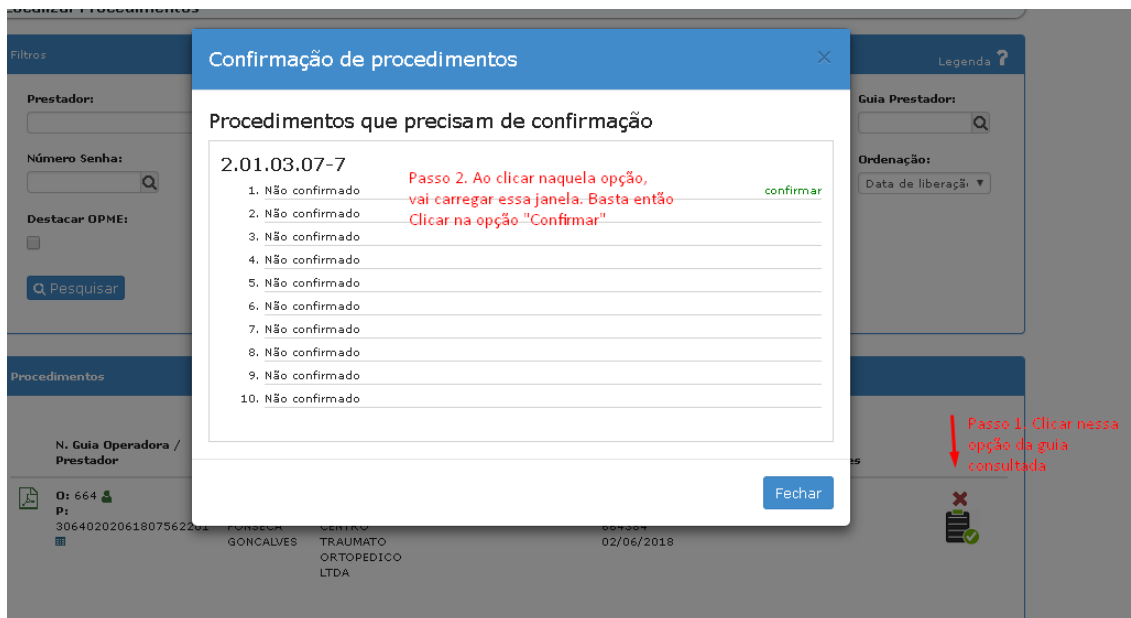 Localizar Procedimentos
Filtros
Legenda ?
Prestador:
Guia Prestador:
Número Senha:
Ordenação:
Data de liberaçã
Destacar OPME:
Pesquisar
Confirmação de procedimentos
×
Procedimentos que precisam de confirmação
2.01.03.07-7
1. Não confirmado
confirmar
2. Não confirmado
3. Não confirmado
4. Não confirmado
5. Não confirmado
6. Não confirmado
7. Não confirmado
8. Não confirmado
9. Não confirmado
10. Não confirmado
Passo 2. Ao clicar naquela opção,
vai carregar essa janela. Basta então
Clicar na opção "Confirmar"
Fechar
Procedimentos
Passo 1. Clicar nessa
opção da guia
consultada
N. Guia Operadora /
Prestador
es
O: 664
P:
30640202061807562201
FONSECA
GONCALVES
CENTRO
TRAUMATO
ORTOPEDICO
LTDA
664384
02/06/2018